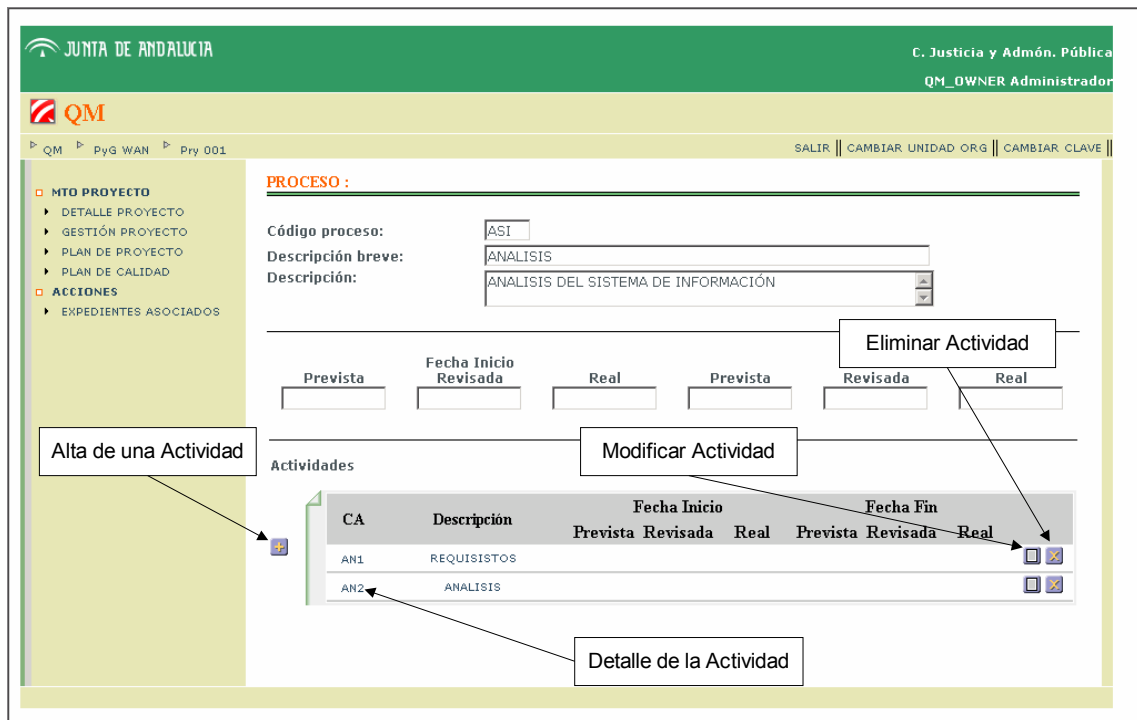 JUNTA DE ANDALUCIA
C. Justicia y Admón. Pública
QM_OWNER Administrador
QM
QM PyG WAN Pry 001
SALIR || CAMBIAR UNIDAD ORG || CAMBIAR CLAVE ||
MTO PROYECTO
DETALLE PROYECTO
GESTIÓN PROYECTO
PLAN DE PROYECTO
PLAN DE CALIDAD
ACCIONES
EXPEDIENTES ASOCIADOS
PROCESO :
Código proceso: ASI
Descripción breve: ANALISIS
Descripción: ANALISIS DEL SISTEMA DE INFORMACIÓN
Eliminar Actividad
Fecha Inicio
Prevista Revisada Real Prevista Revisada Real
Alta de una Actividad
Modificar Actividad
Actividades
Fecha Inicio Fecha Fin
CA Descripción
Prevista Revisada Real Prevista Revisada Real
AN1 REQUISISTOS
AN2 ANALISIS
Detalle de la Actividad